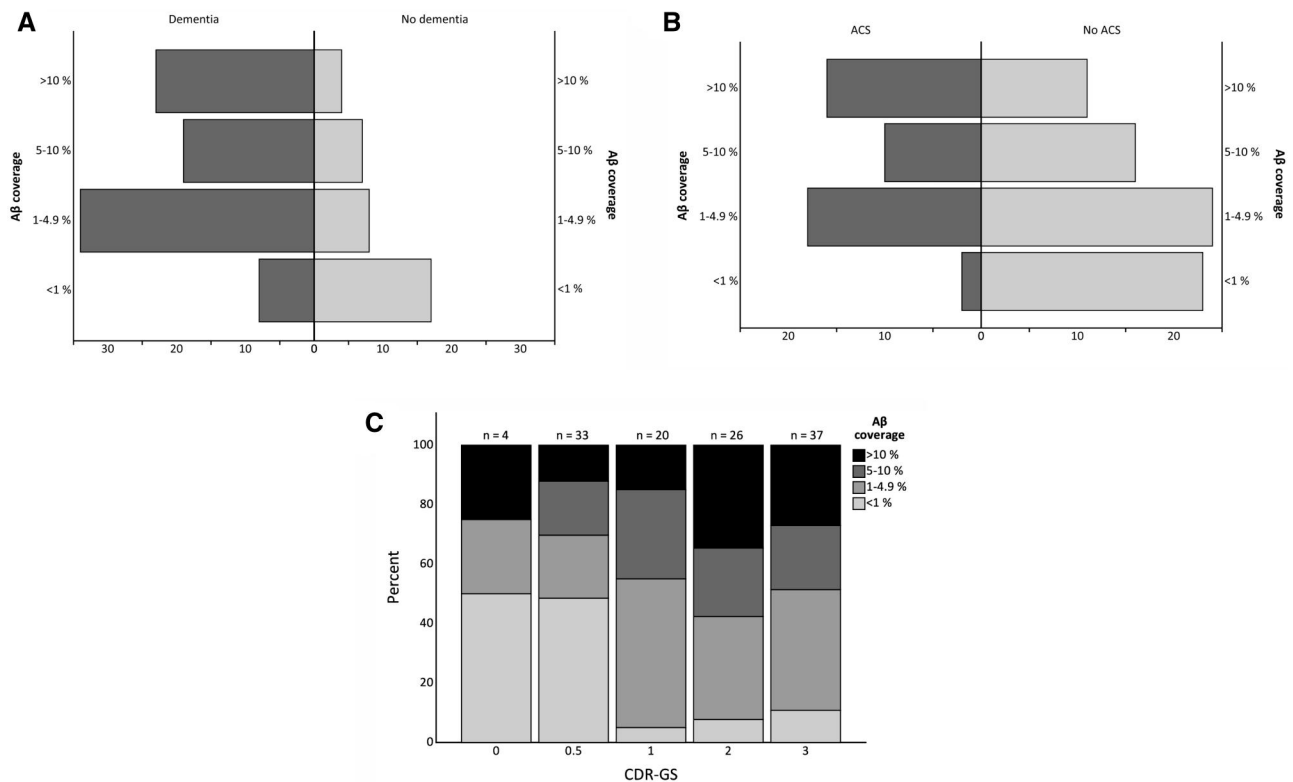 A
Dementia
No dementia
>10 %
5-10 %
1-4.9 %
<1 %
Aβ coverage
>10 %
5-10 %
1-4.9 %
<1 %
Aβ coverage
30 20 10 0 10 20 30
B
ACS
No ACS
>10 %
5-10 %
1-4.9 %
<1 %
Aβ coverage
>10 %
5-10 %
1-4.9 %
<1 %
Aβ coverage
20 10 0 10 20
C
n = 4 n = 33 n = 20 n = 26 n = 37
100
80
60
40
20
0
Percent
0 0.5 1 2 3
CDR-GS
Aβ
coverage
>10 %
5-10 %
1-4.9 %
<1 %